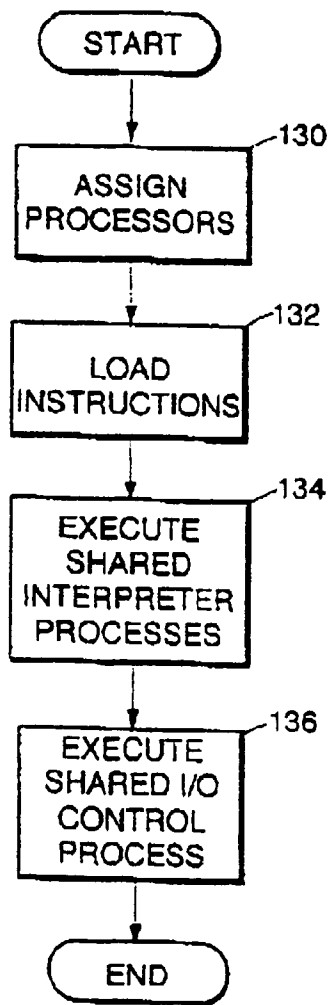 START
130
ASSIGN
PROCESSORS
132
LOAD
INSTRUCTIONS
134
EXECUTE
SHARED
INTERPRETER
PROCESSES
136
EXECUTE
SHARED I/O
CONTROL
PROCESS
END